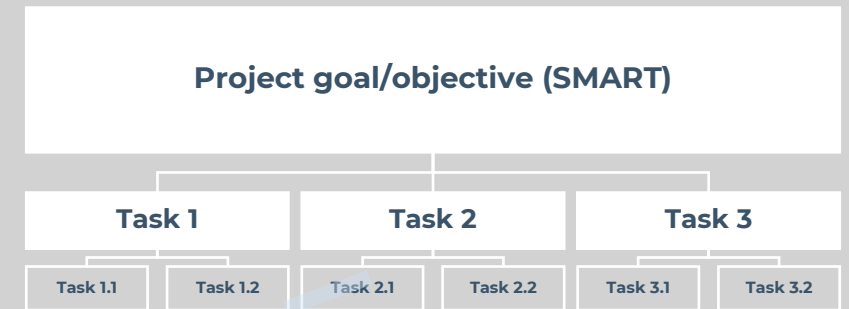 Project goal/objective (SMART)
Task 1
Task 2
Task 3
Task 1.1
Task 1.2
Task 2.1
Task 2.2
Task 3.1
Task 3.2